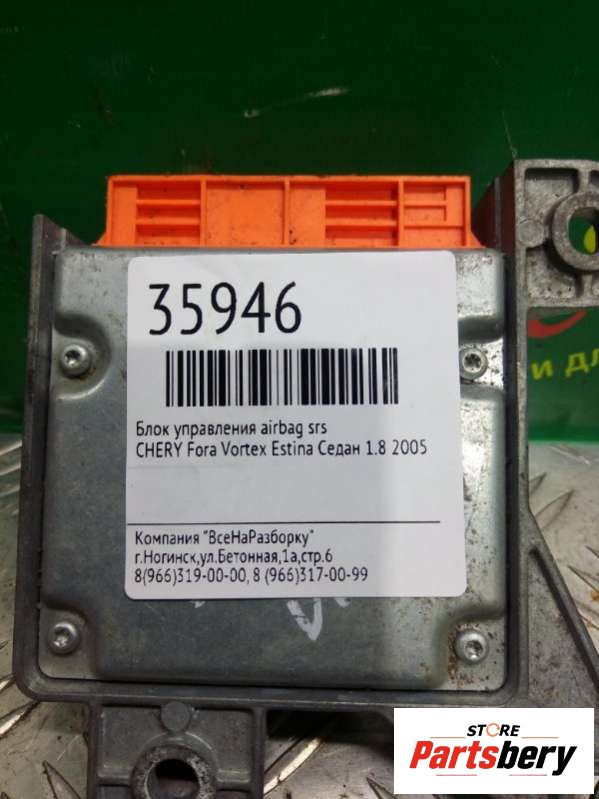 35946
Блок управления airbag srs
CHERY Fora Vortex Estina Седан 1.8 2005
Компания "ВсеНаРазборку"
г.Ногинск,ул.Бетонная,1а,стр.6
8(966)319-00-00, 8 (966)317-00-99
и дл
STORE
Partsbery